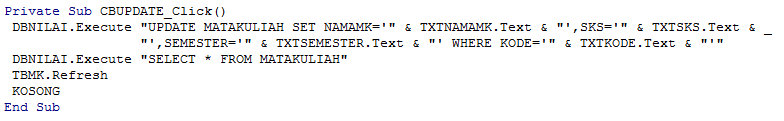 Private Sub CBUPDATE_Click()
DBNILAI.Execute "UPDATE MATAKULIAH SET NAMAMK='" & TXTNAMAMK.Text & "',SKS='" & TXTSKS.Text & _
"',SEMESTER='" & TXTSEMESTER.Text & "' WHERE KODE='" & TXTKODE.Text & "'"
DBNILAI.Execute "SELECT * FROM MATAKULIAH"
TBMK.Refresh
KOSONG
End Sub